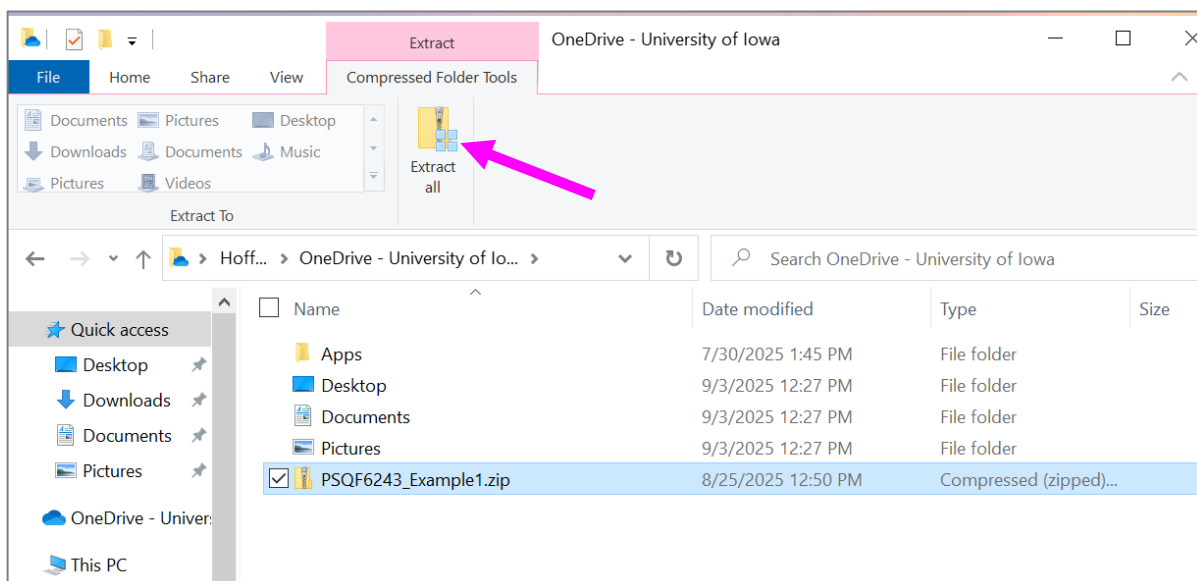 Extract
OneDrive - University of Iowa
File Home Share View Compressed Folder Tools
Documents Pictures Desktop
Downloads Documents Music
Pictures Videos
Extract To
Extract
all
Hoff... OneDrive - University of Io...
Search OneDrive - University of Iowa
Name Date modified Type Size
Quick access
Desktop
Downloads
Documents
Pictures
OneDrive - Univer
This PC
Apps 7/30/2025 1:45 PM File folder
Desktop 9/3/2025 12:27 PM File folder
Documents 9/3/2025 12:27 PM File folder
Pictures 9/3/2025 12:27 PM File folder
PSQF6243_Example1.zip 8/25/2025 12:50 PM Compressed (zipped)...